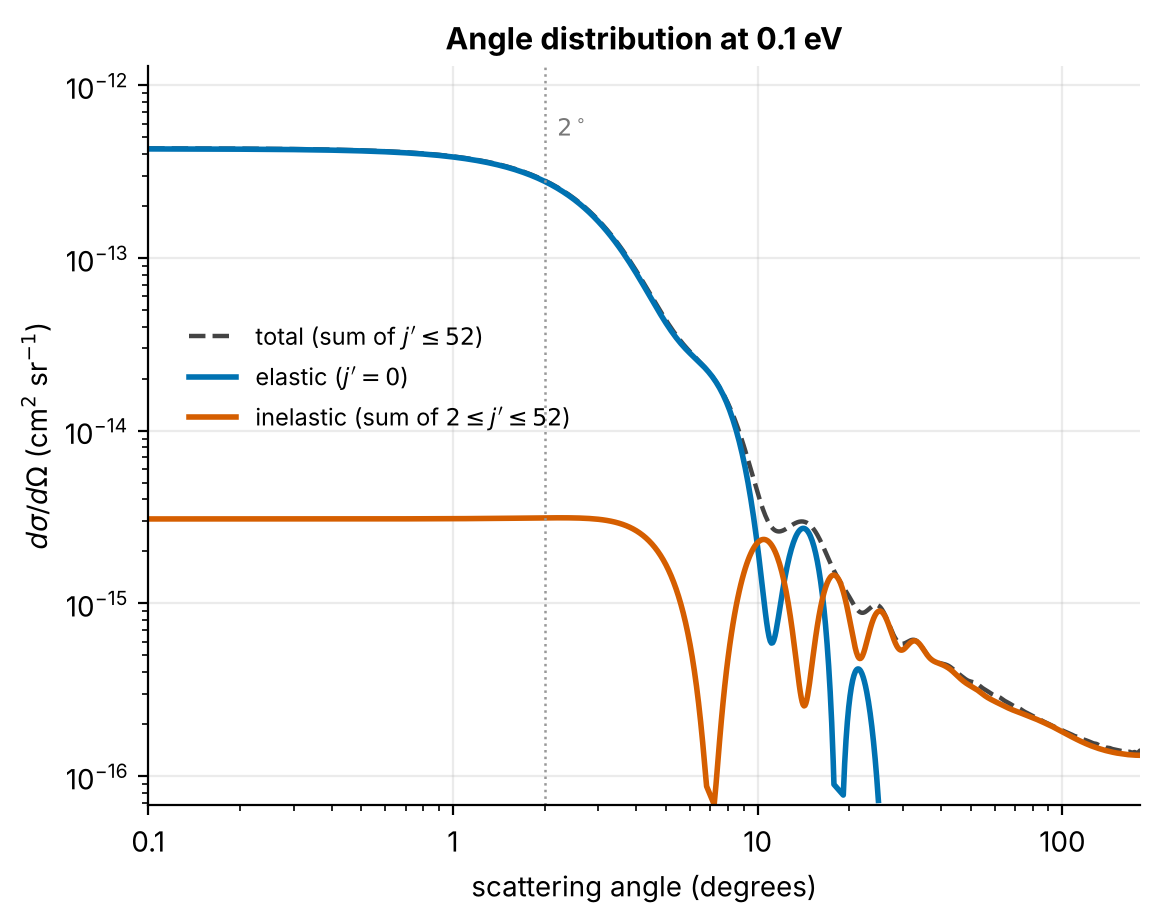 Angle distribution at 0.1 eV
dσ/dΩ (cm² sr⁻¹)
10⁻¹²
10⁻¹³
10⁻¹⁴
10⁻¹⁵
10⁻¹⁶
2°
total (sum of j′ ≤ 52)
elastic (j′ = 0)
inelastic (sum of 2 ≤ j′ ≤ 52)
0.1 1 10 100
scattering angle (degrees)